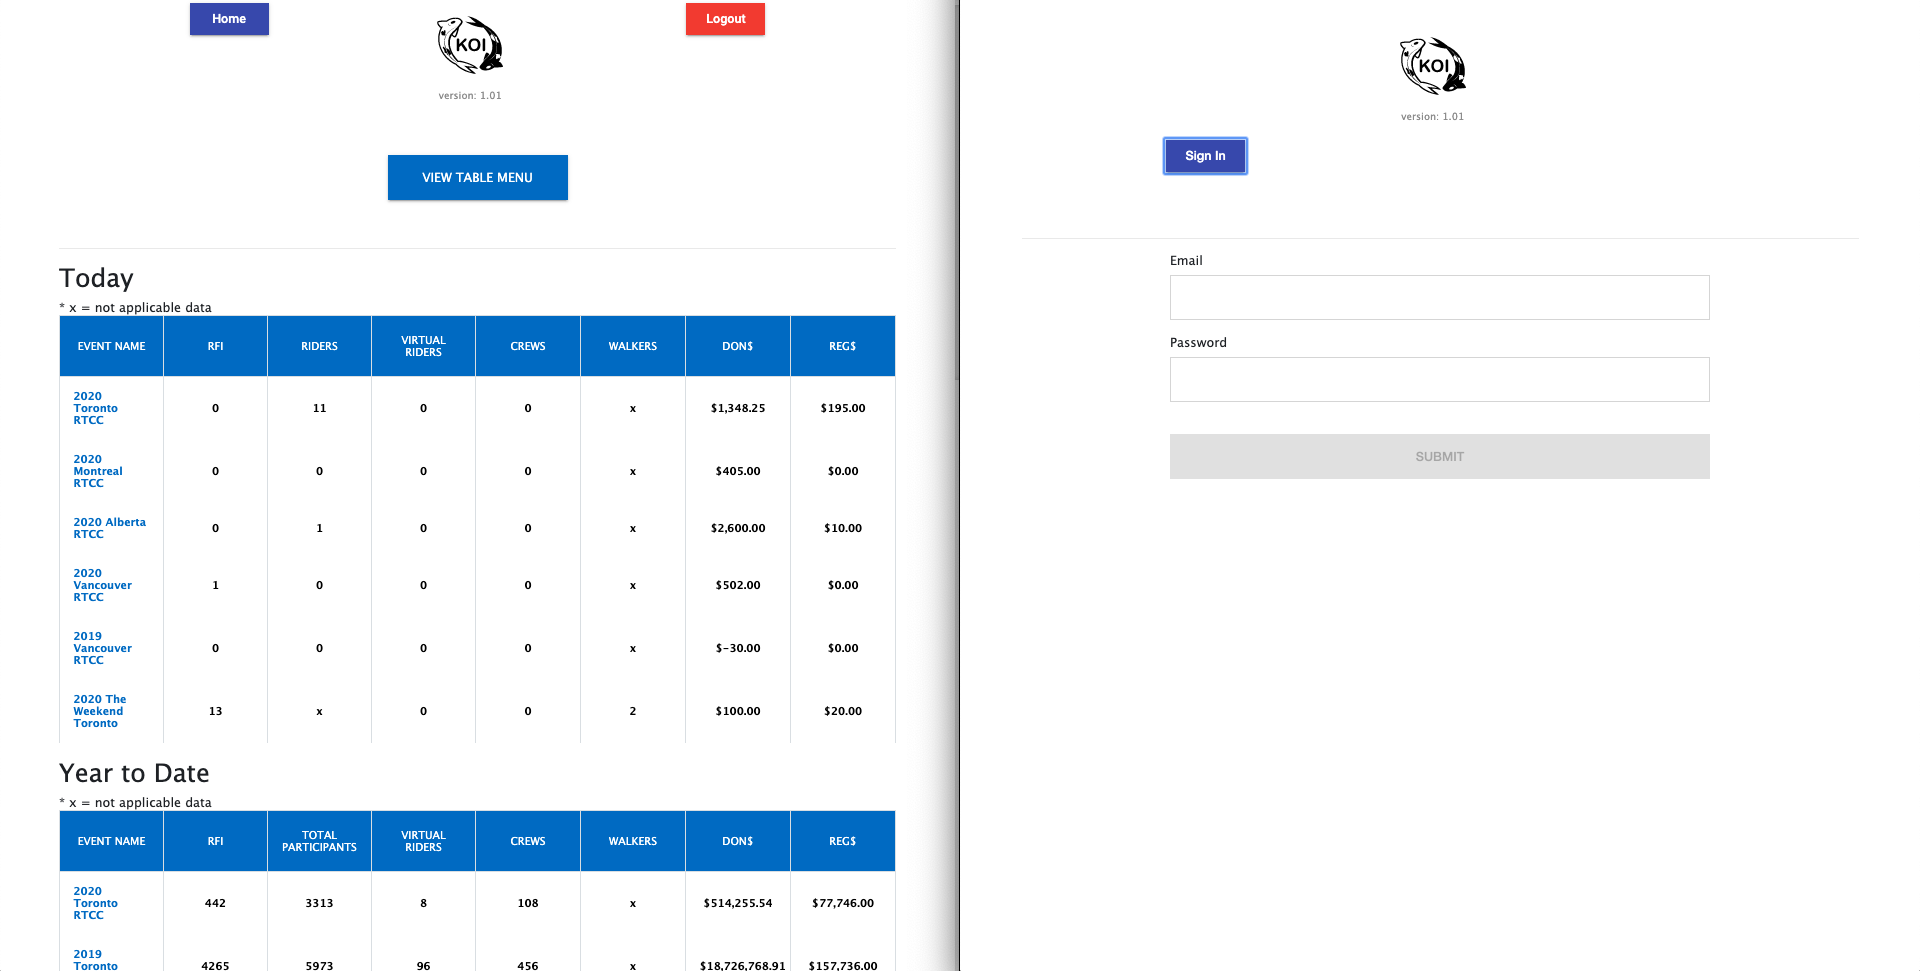 Home
Logout
KOI
version: 1.01
VIEW TABLE MENU
Today
* x = not applicable data
EVENT NAME RFI RIDERS VIRTUAL RIDERS CREWS WALKERS DON$ REG$
2020 Toronto RTCC 0 11 0 0 x $1,348.25 $195.00
2020 Montreal RTCC 0 0 0 0 x $405.00 $0.00
2020 Alberta RTCC 0 1 0 0 x $2,600.00 $10.00
2020 Vancouver RTCC 1 0 0 0 x $502.00 $0.00
2019 Vancouver RTCC 0 0 0 0 x $-30.00 $0.00
2020 The Weekend Toronto 13 x 0 0 2 $100.00 $20.00
Year to Date
* x = not applicable data
EVENT NAME RFI TOTAL PARTICIPANTS VIRTUAL RIDERS CREWS WALKERS DON$ REG$
2020 Toronto RTCC 442 3313 8 108 x $514,255.54 $77,746.00
2019 Toronto 4265 5973 96 456 x $18,726,768.91 $157,736.00
KOI
version: 1.01
Sign In
Email
Password
SUBMIT